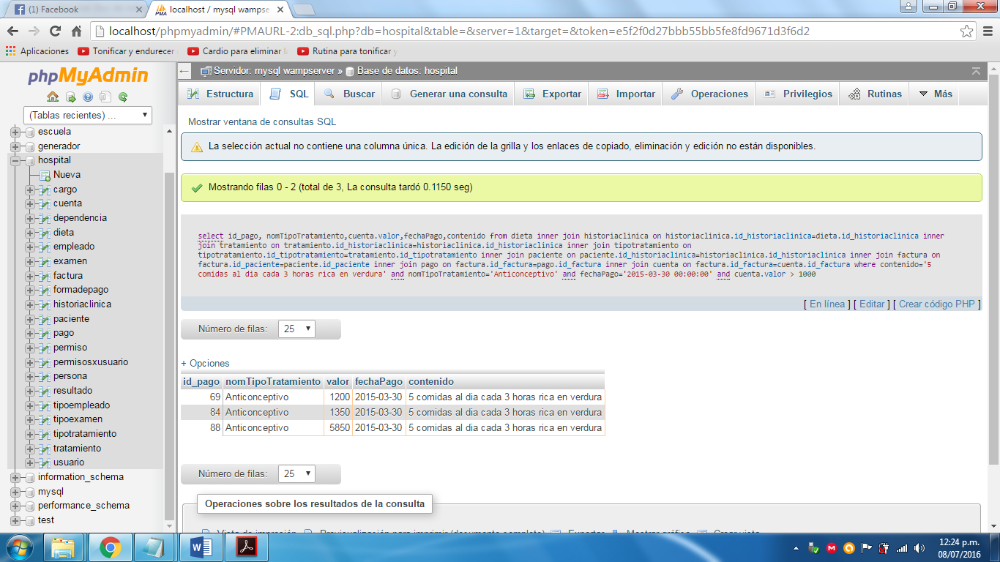 (1) Facebook
localhost / mysql wampse
localhost/phpmyadmin/#PMAURL-2:db_sql.php?db=hospital&table=&server=1&target=&token=e5f2f0d27bbb55bb5fe8fd9671d3f6d2
Aplicaciones Tonificar y endurecer Cardio para eliminar Rutina para tonificar y
phpMyAdmin
(Tablas recientes) ...
escuela
generador
hospital
Nueva
cargo
cuenta
dependencia
dieta
empleado
examen
factura
formadepago
historiaclinica
paciente
pago
permiso
permisosxusuario
persona
resultado
tipoempleado
tipoexamen
tipotratamiento
tratamiento
usuario
information_schema
mysql
performance_schema
test
Servidor: mysql wampserver » Base de datos: hospital
Estructura SQL Buscar Generar una consulta Exportar Importar Operaciones Privilegios Rutinas Más
Mostrar ventana de consultas SQL
La selección actual no contiene una columna única. La edición de la grilla y los enlaces de copiado, eliminación y edición no están disponibles.
Mostrando filas 0 - 2 (total de 3, La consulta tardó 0.1150 seg)
select id_pago, nomTipoTratamiento,cuenta.valor,fechaPago,contenido from dieta inner join historiaclinica on historiaclinica.id_historiaclinica=dieta.id_historiaclinica inner
join tratamiento on tratamiento.id_historiaclinica=historiaclinica.id_historiaclinica inner join tipotratamiento on
tipotratamiento.id_tipotratamiento=tratamiento.id_tipotratamiento inner join paciente on paciente.id_historiaclinica=historiaclinica.id_historiaclinica inner join factura on
factura.id_paciente=paciente.id_paciente inner join pago on factura.id_factura=pago.id_factura inner join cuenta on factura.id_factura=cuenta.id_factura where contenido='5
comidas al dia cada 3 horas rica en verdura' and nomTipoTratamiento='Anticonceptivo' and fechaPago='2015-03-30 00:00:00' and cuenta.valor > 1000
[ En línea ] [ Editar ] [ Crear código PHP ]
Número de filas: 25
+ Opciones
id_pago nomTipoTratamiento valor fechaPago contenido
69 Anticonceptivo 1200 2015-03-30 5 comidas al dia cada 3 horas rica en verdura
84 Anticonceptivo 1350 2015-03-30 5 comidas al dia cada 3 horas rica en verdura
88 Anticonceptivo 5850 2015-03-30 5 comidas al dia cada 3 horas rica en verdura
Número de filas: 25
Operaciones sobre los resultados de la consulta
Vista de impresión Previsualización para imprimir (documento completo) Exportar Mostrar gráfico Crear vista
12:24 p.m.
08/07/2016